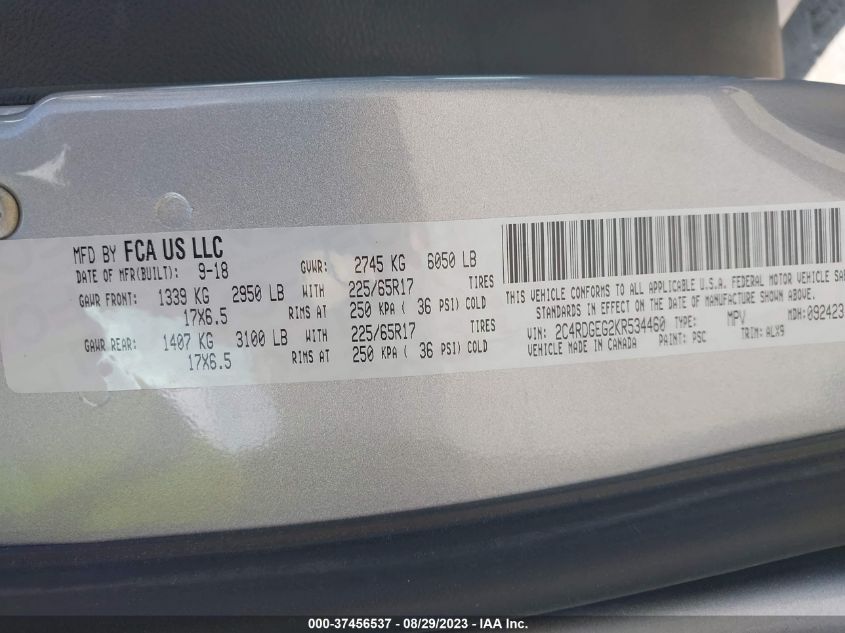 MFD BY FCA US LLC
DATE OF MFR(BUILT): 9-18 GVWR: 2745 KG 6050 LB
GAWR FRONT: 1339 KG 2950 LB WITH 225/65R17 TIRES
17X6.5 RIMS AT 250 KPA ( 36 PSI) COLD
GAWR REAR: 1407 KG 3100 LB WITH 225/65R17 TIRES
17X6.5 RIMS AT 250 KPA ( 36 PSI) COLD
THIS VEHICLE CONFORMS TO ALL APPLICABLE U.S.A. FEDERAL MOTOR VEHICLE
STANDARDS IN EFFECT ON THE DATE OF MANUFACTURE SHOWN ABOVE.
VIN: 2C4RDGEG2KR534460 TYPE: MPV MDH:092423
VEHICLE MADE IN CANADA PAINT: PSC TRIM: ALX9
000-37456537 - 08/29/2023 - IAA Inc.